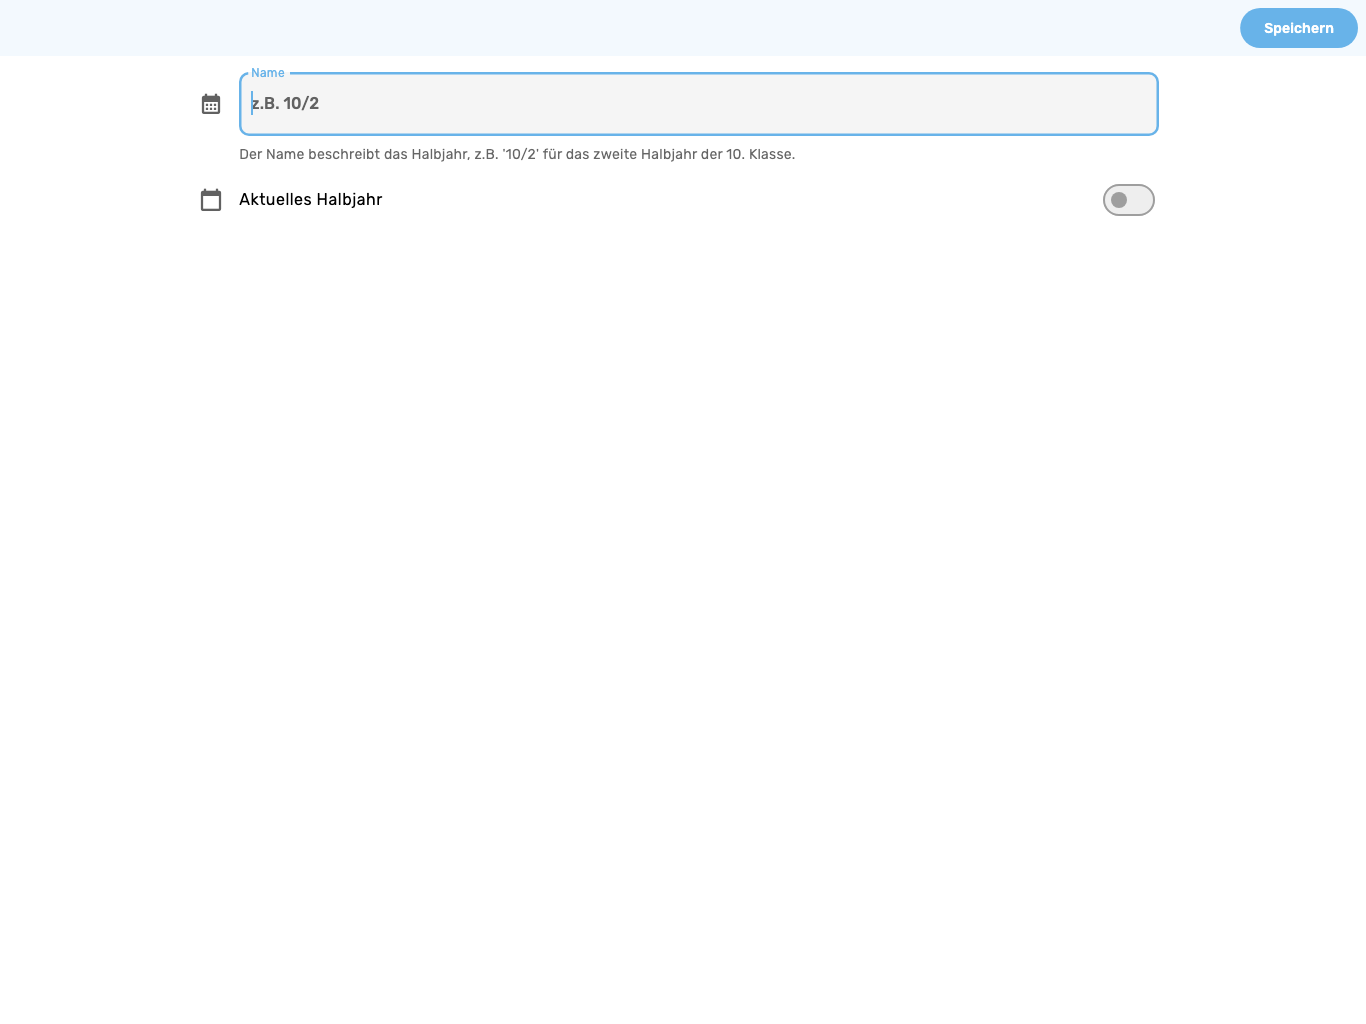 Speichern
Name
z.B. 10/2
Der Name beschreibt das Halbjahr, z.B. '10/2' für das zweite Halbjahr der 10. Klasse.
Aktuelles Halbjahr